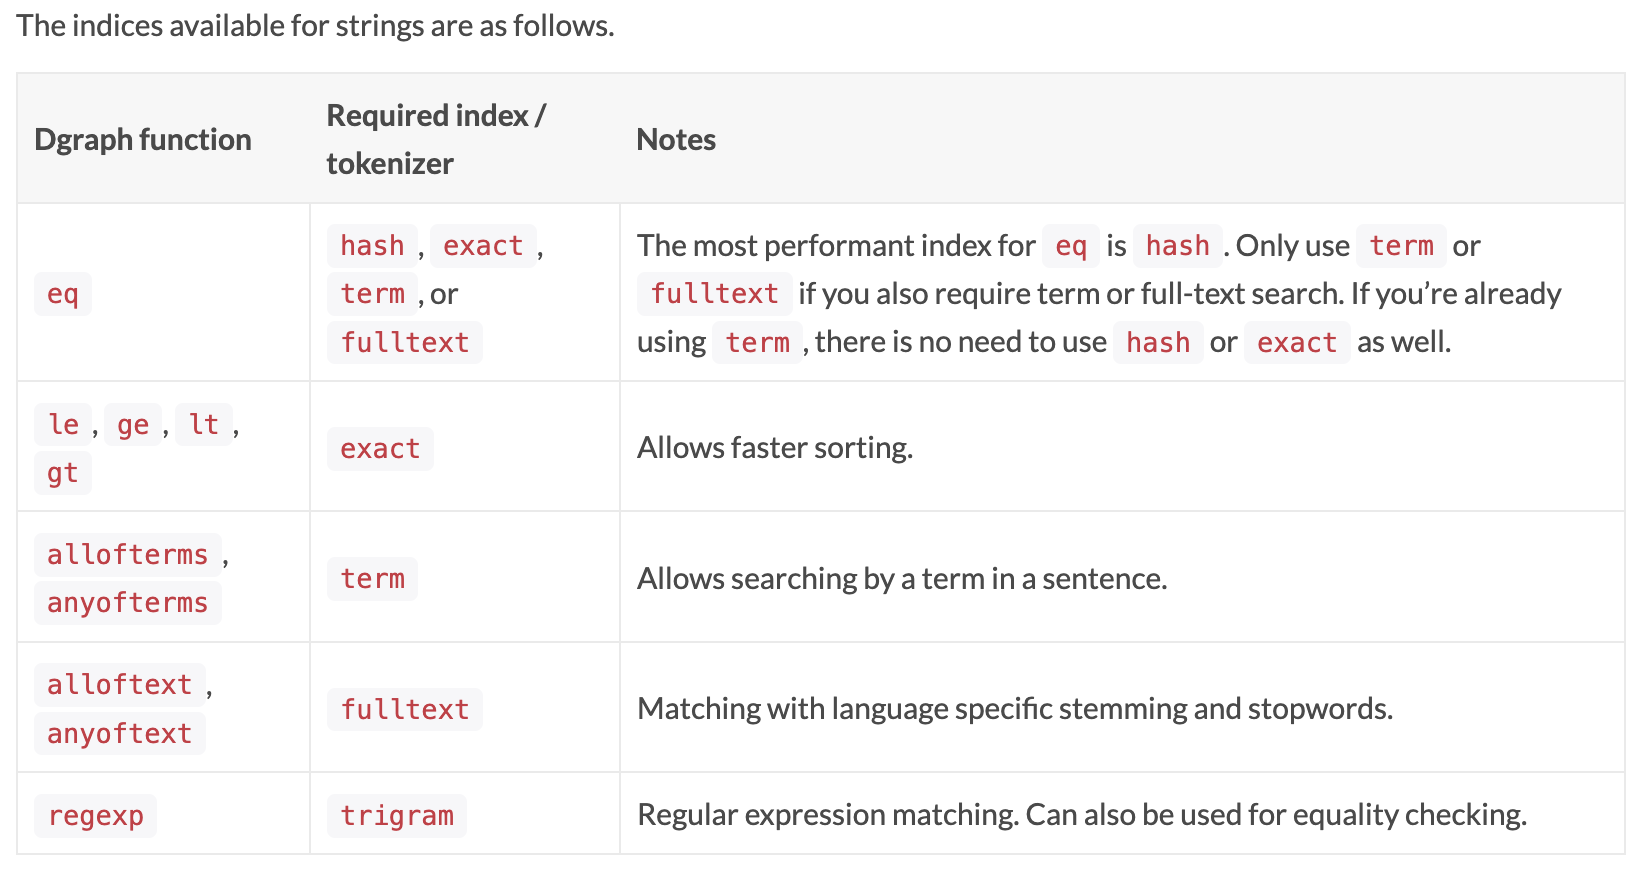 The indices available for strings are as follows.
Dgraph function
Required index /
tokenizer
Notes
eq
hash , exact ,
term , or
fulltext
The most performant index for eq is hash . Only use term or
fulltext if you also require term or full-text search. If you’re already
using term , there is no need to use hash or exact as well.
le , ge , lt ,
gt
exact
Allows faster sorting.
allofterms ,
anyofterms
term
Allows searching by a term in a sentence.
alloftext ,
anyoftext
fulltext
Matching with language specific stemming and stopwords.
regexp
trigram
Regular expression matching. Can also be used for equality checking.